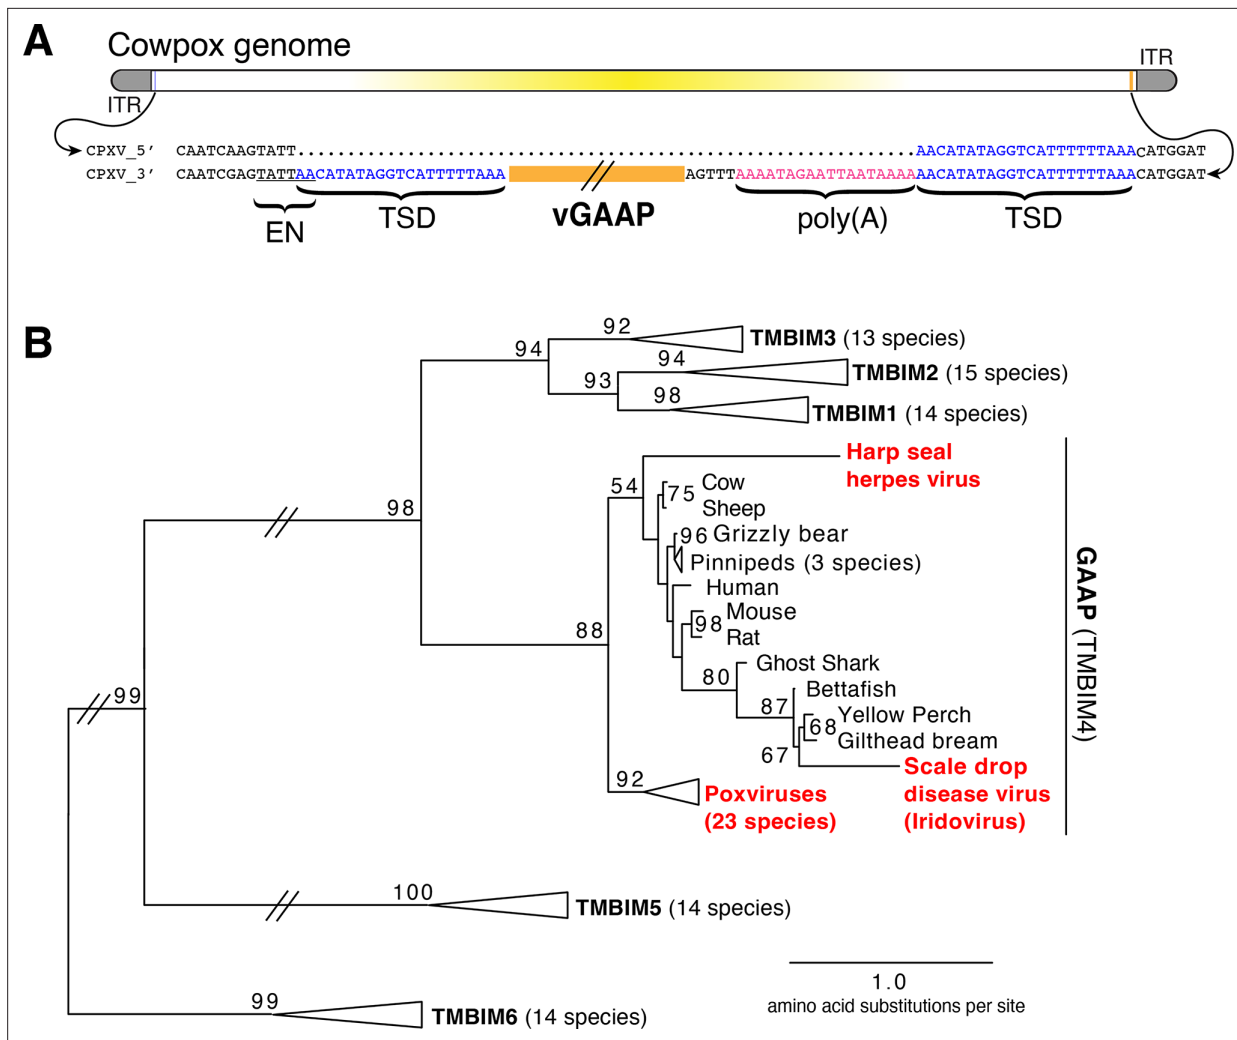 A
Cowpox genome
ITR
ITR
CPXV_5’ CAATCAAGTATT............................................................AACATATAGGTCATTTTTTAAACATGGAT
CPXV_3’ CAATCGAGTATTAACATATAGGTCATTTTTAAA AGTTTAAAATAGAATTAATAAAAAACATATAGGTCATTTTTTAAACATGGAT
EN TSD vGAAP poly(A) TSD
B
92 TMBIM3 (13 species)
94
94 TMBIM2 (15 species)
93
98 TMBIM1 (14 species)
Harp seal
herpes virus
54
75 Cow
Sheep
98
96 Grizzly bear
Pinnipeds (3 species)
Human
Mouse
98
Rat
88
Ghost Shark
80
Bettafish
87
Yellow Perch
68
Gilthead bream
67
Scale drop
disease virus
(Iridovirus)
99
92 Poxviruses
(23 species)
GAAP (TMBIM4)
100 TMBIM5 (14 species)
1.0
amino acid substitutions per site
99 TMBIM6 (14 species)